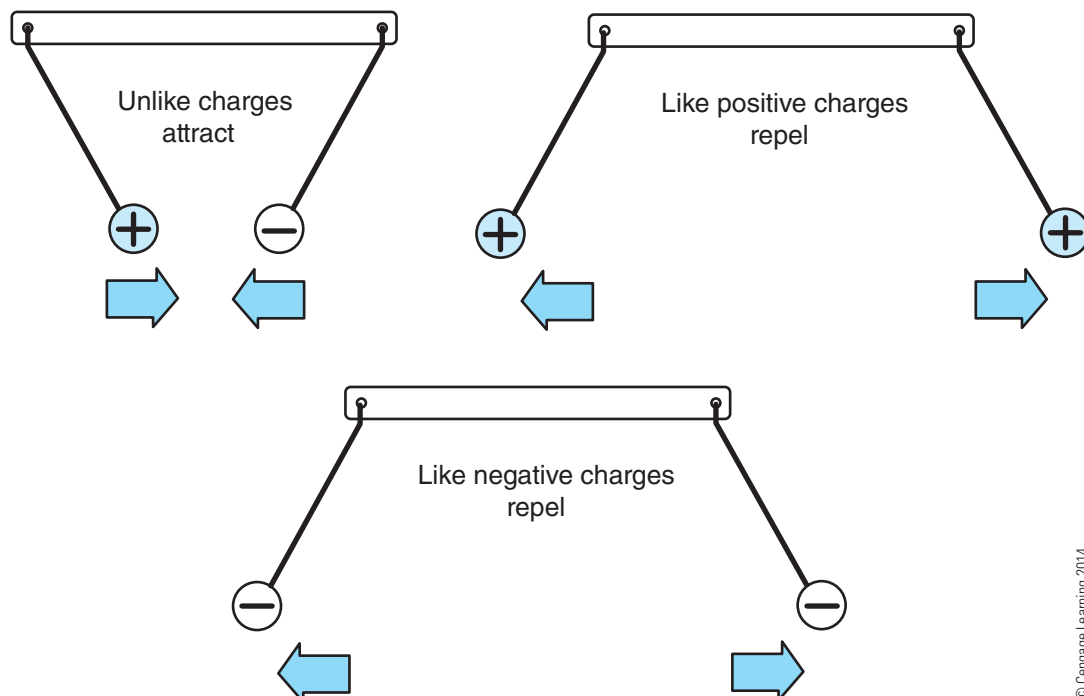 Unlike charges
attract
Like positive charges
repel
Like negative charges
repel
© Cengage Learning 2014